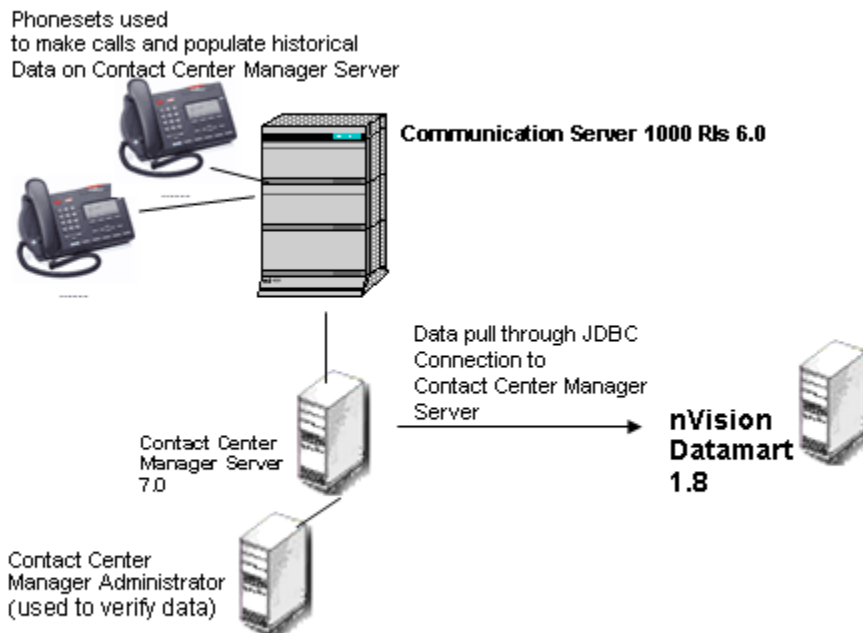 Phonesets used
to make calls and populate historical
Data on Contact Center Manager Server
Communication Server 1000 Rls 6.0
Data pull through JDBC
Connection to
Contact Center Manager
Server
nVision
Datamart
1.8
Contact Center
Manager Server
7.0
Contact Center
Manager Administrator
(used to verify data)